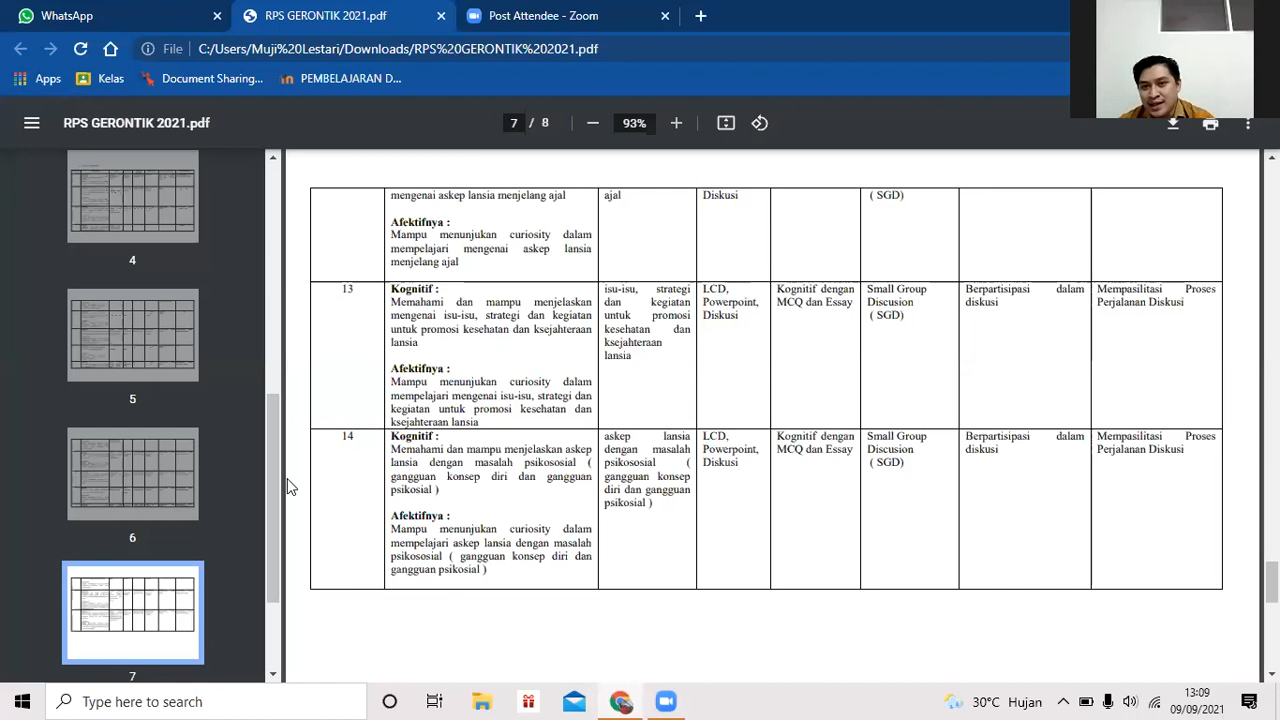 WhatsApp
RPS GERONTIK 2021.pdf
Post Attendee - Zoom
File C:/Users/Muji%20Lestari/Downloads/RPS%20GERONTIK%202021.pdf
Apps
Kelas
Document Sharing...
PEMBELAJARAN D...
RPS GERONTIK 2021.pdf
7 / 8
93%
4
5
6
7
mengenai askep lansia menjelang ajal
Afektifnya :
Mampu menunjukan curiosity dalam
mempelajari mengenai askep lansia
menjelang ajal
ajal
Diskusi
( SGD)
13
Kognitif :
Memahami dan mampu menjelaskan
mengenai isu-isu, strategi dan kegiatan
untuk promosi kesehatan dan ksejahteraan
lansia
Afektifnya :
Mampu menunjukan curiosity dalam
mempelajari mengenai isu-isu, strategi dan
kegiatan untuk promosi kesehatan dan
ksejahteraan lansia
isu-isu, strategi
dan kegiatan
untuk promosi
kesehatan dan
ksejahteraan
lansia
LCD,
Powerpoint,
Diskusi
Kognitif dengan
MCQ dan Essay
Small Group
Discusion
( SGD)
Berpartisipasi dalam
diskusi
Mempasilitasi Proses
Perjalanan Diskusi
14
Kognitif :
Memahami dan mampu menjelaskan askep
lansia dengan masalah psikososial (
gangguan konsep diri dan gangguan
psikosial )
Afektifnya :
Mampu menunjukan curiosity dalam
mempelajari askep lansia dengan masalah
psikososial ( gangguan konsep diri dan
gangguan psikosial )
askep lansia
dengan masalah
psikososial (
gangguan konsep
diri dan gangguan
psikosial )
LCD,
Powerpoint,
Diskusi
Kognitif dengan
MCQ dan Essay
Small Group
Discusion
( SGD)
Berpartisipasi dalam
diskusi
Mempasilitasi Proses
Perjalanan Diskusi
Type here to search
30°C Hujan
13:09
09/09/2021